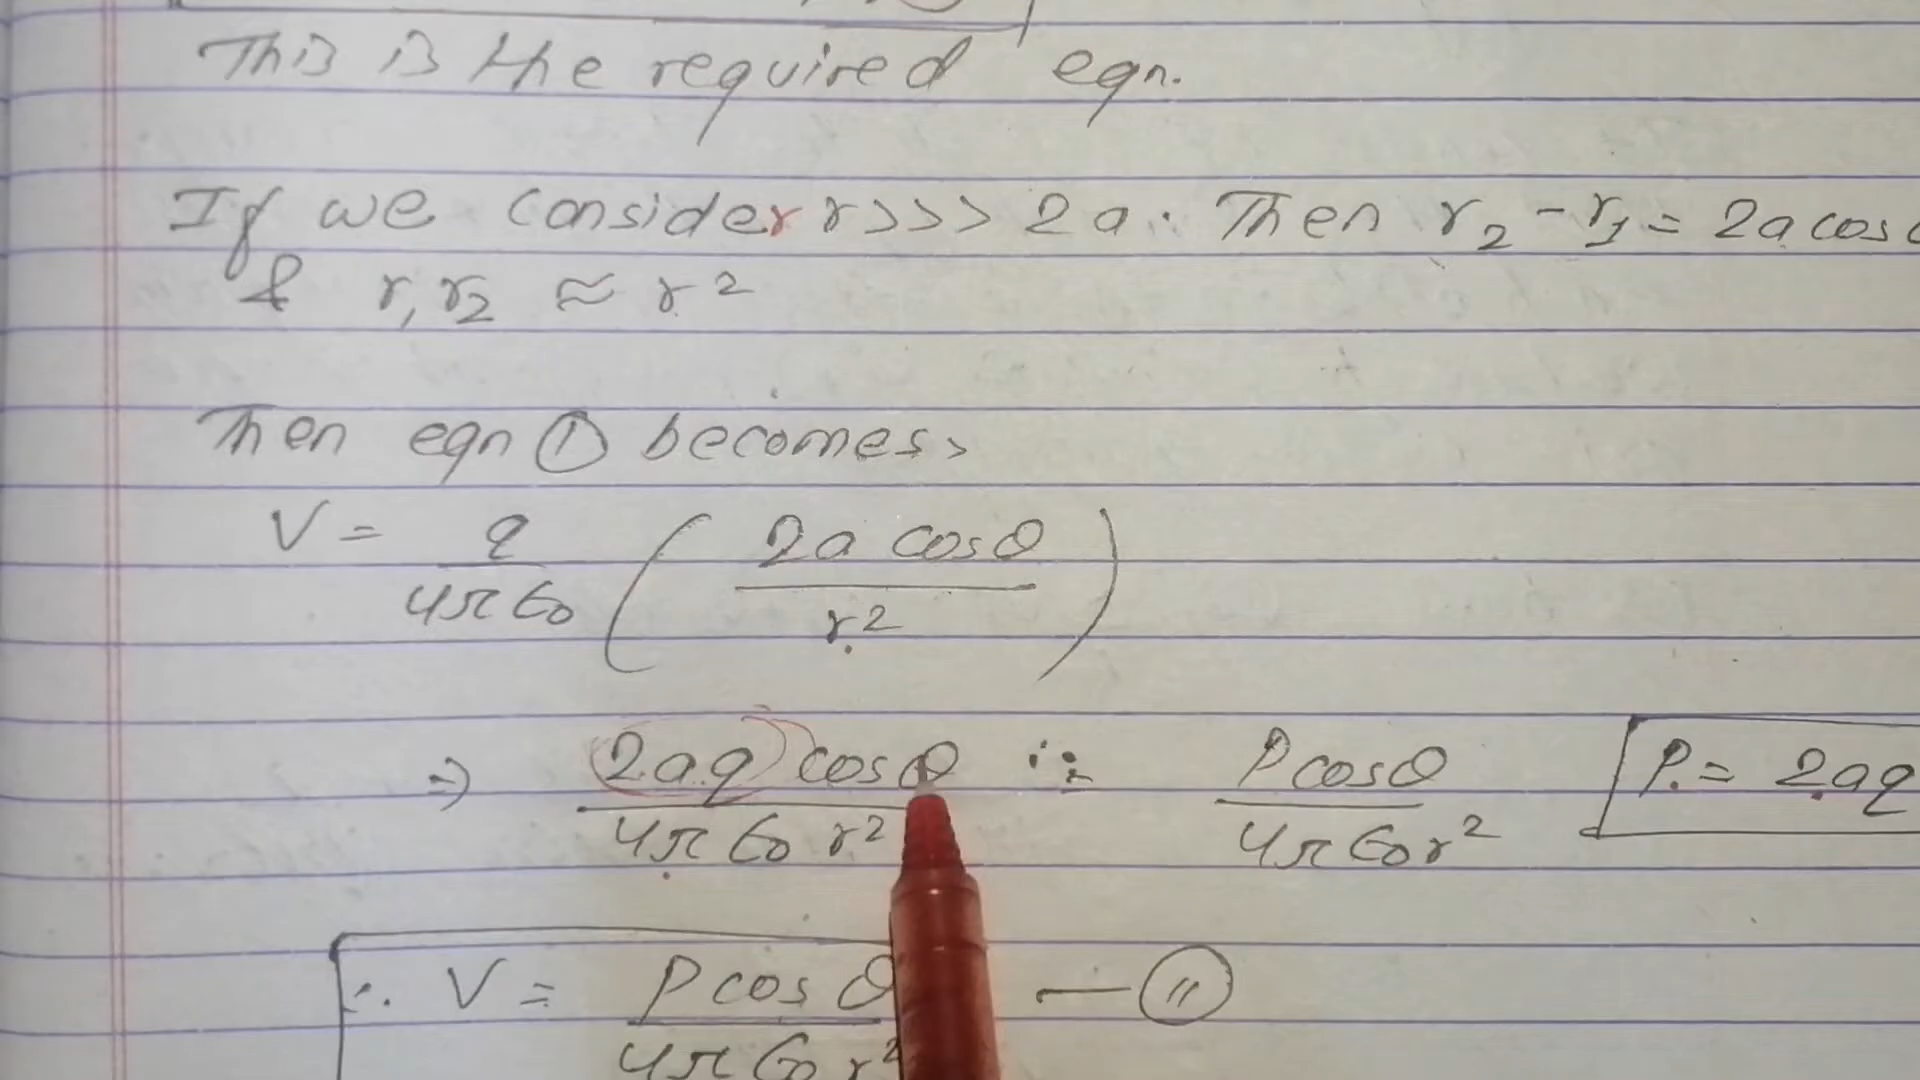 This is the required eqn.
If we consider r>>> 2a. Then r₂ - r₁ = 2a cos
& r₁r₂ ≈ r²
Then eqn ① becomes,
V = q/4πϵ₀ (2a cosθ/r²)
⇒ (2aq) cosθ/4πϵ₀r² = P cosθ/4πϵ₀r² P = 2aq
∴ V = P cosθ/4πϵ₀r² — (11)